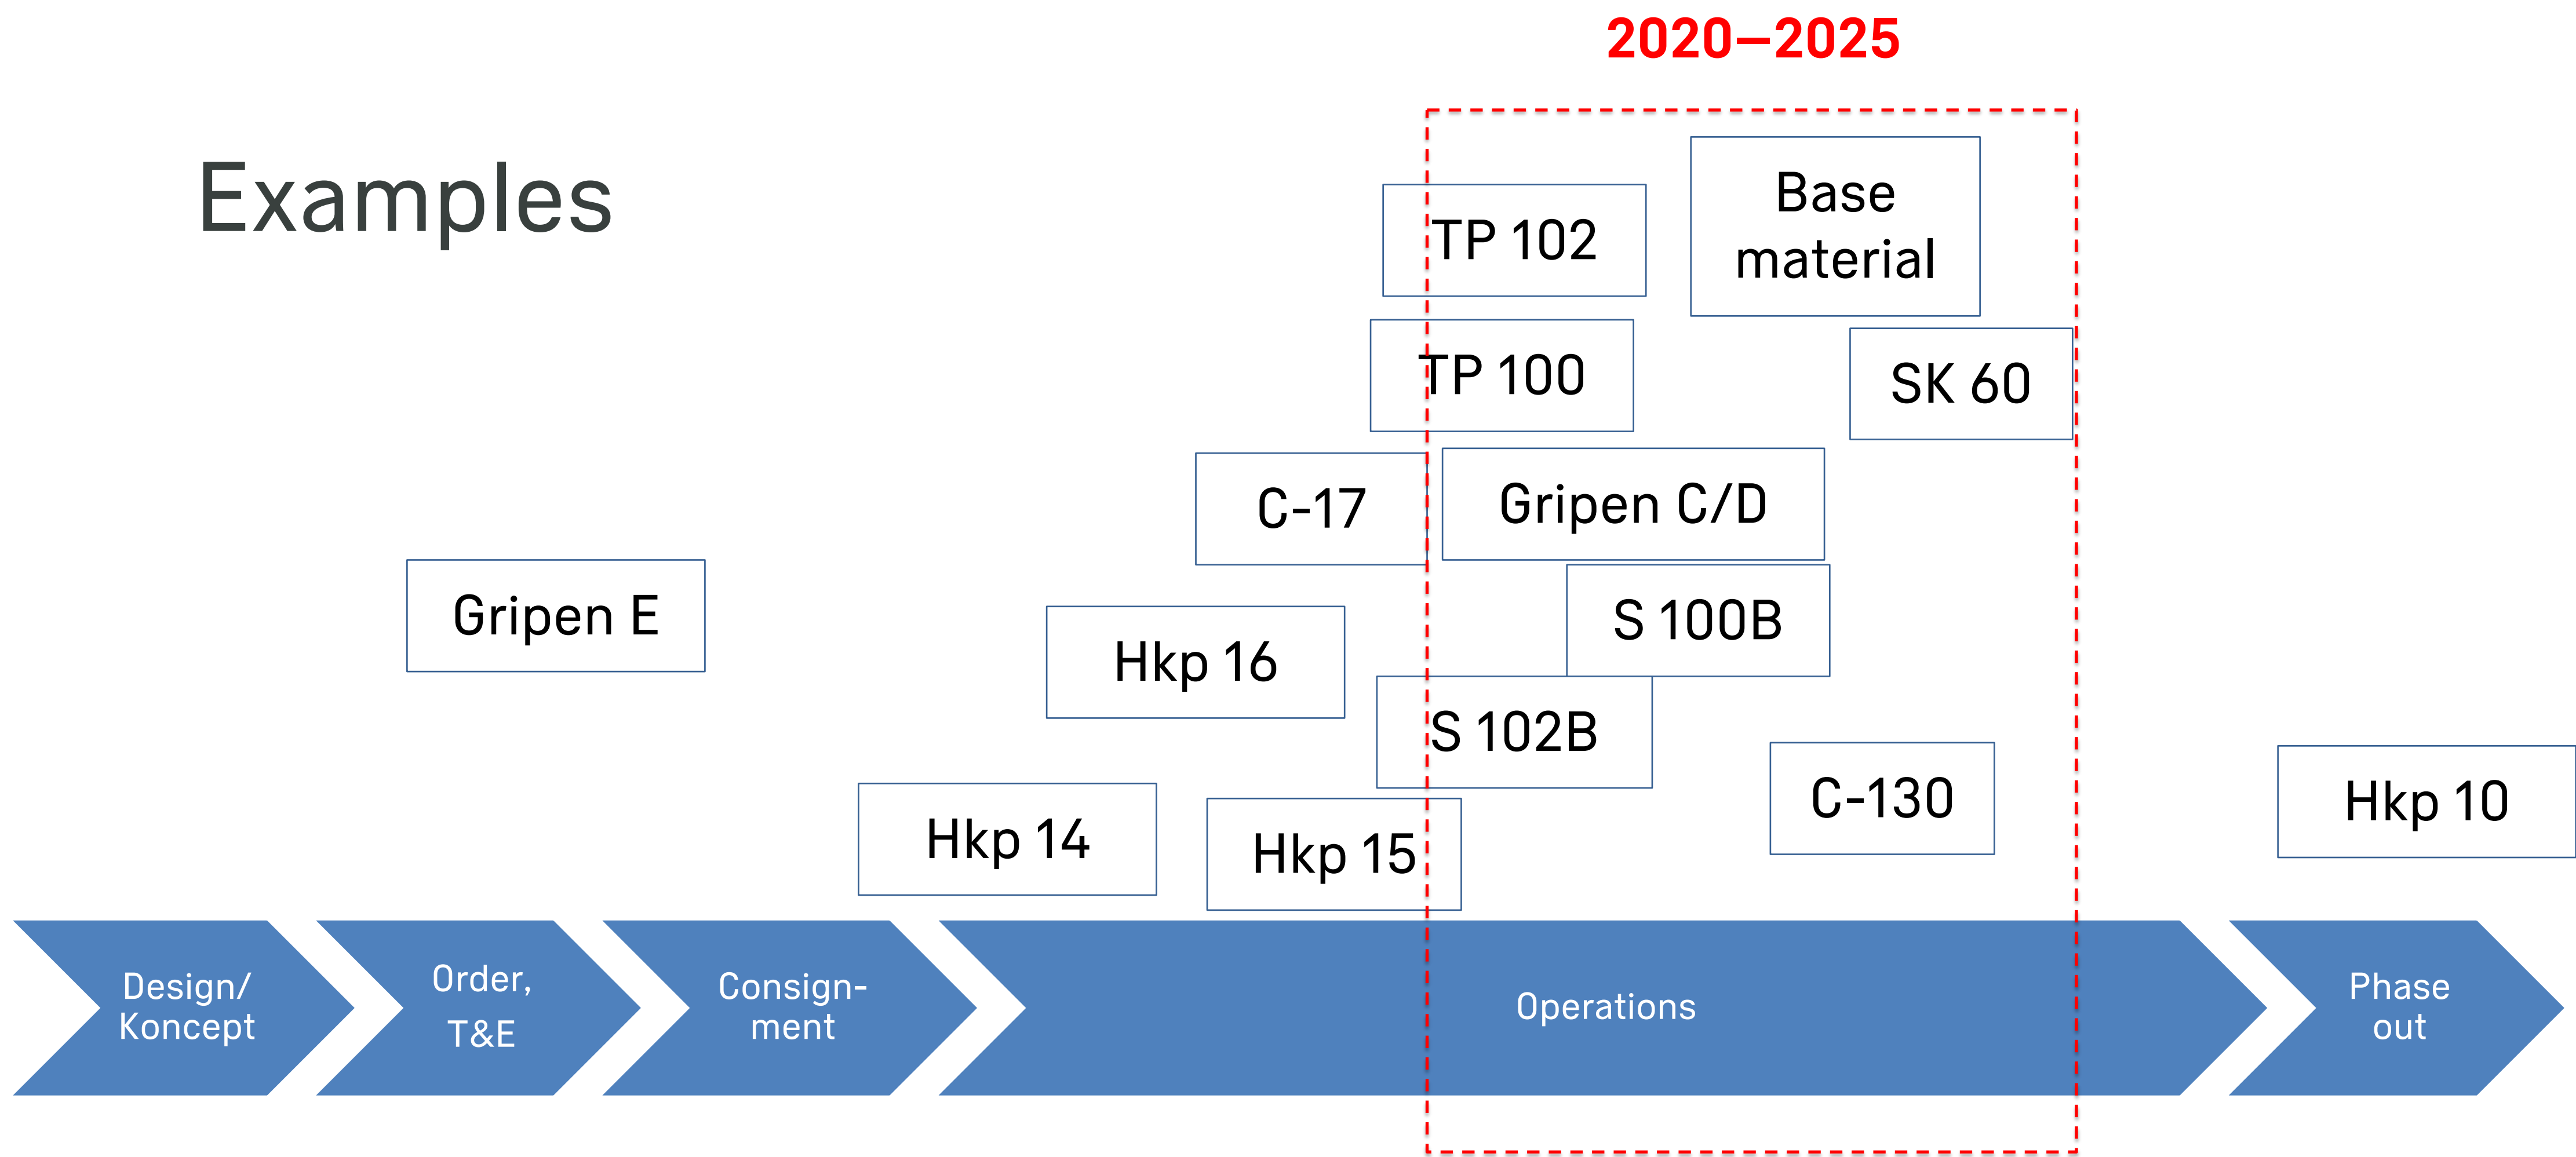 2020–2025
Examples
Base
material
TP 102
TP 100
SK 60
C-17
Gripen C/D
Gripen E
S 100B
Hkp 16
S 102B
C-130
Hkp 10
Hkp 14
Hkp 15
Design/
Koncept
Order,
T&E
Consign-
ment
Operations
Phase
out